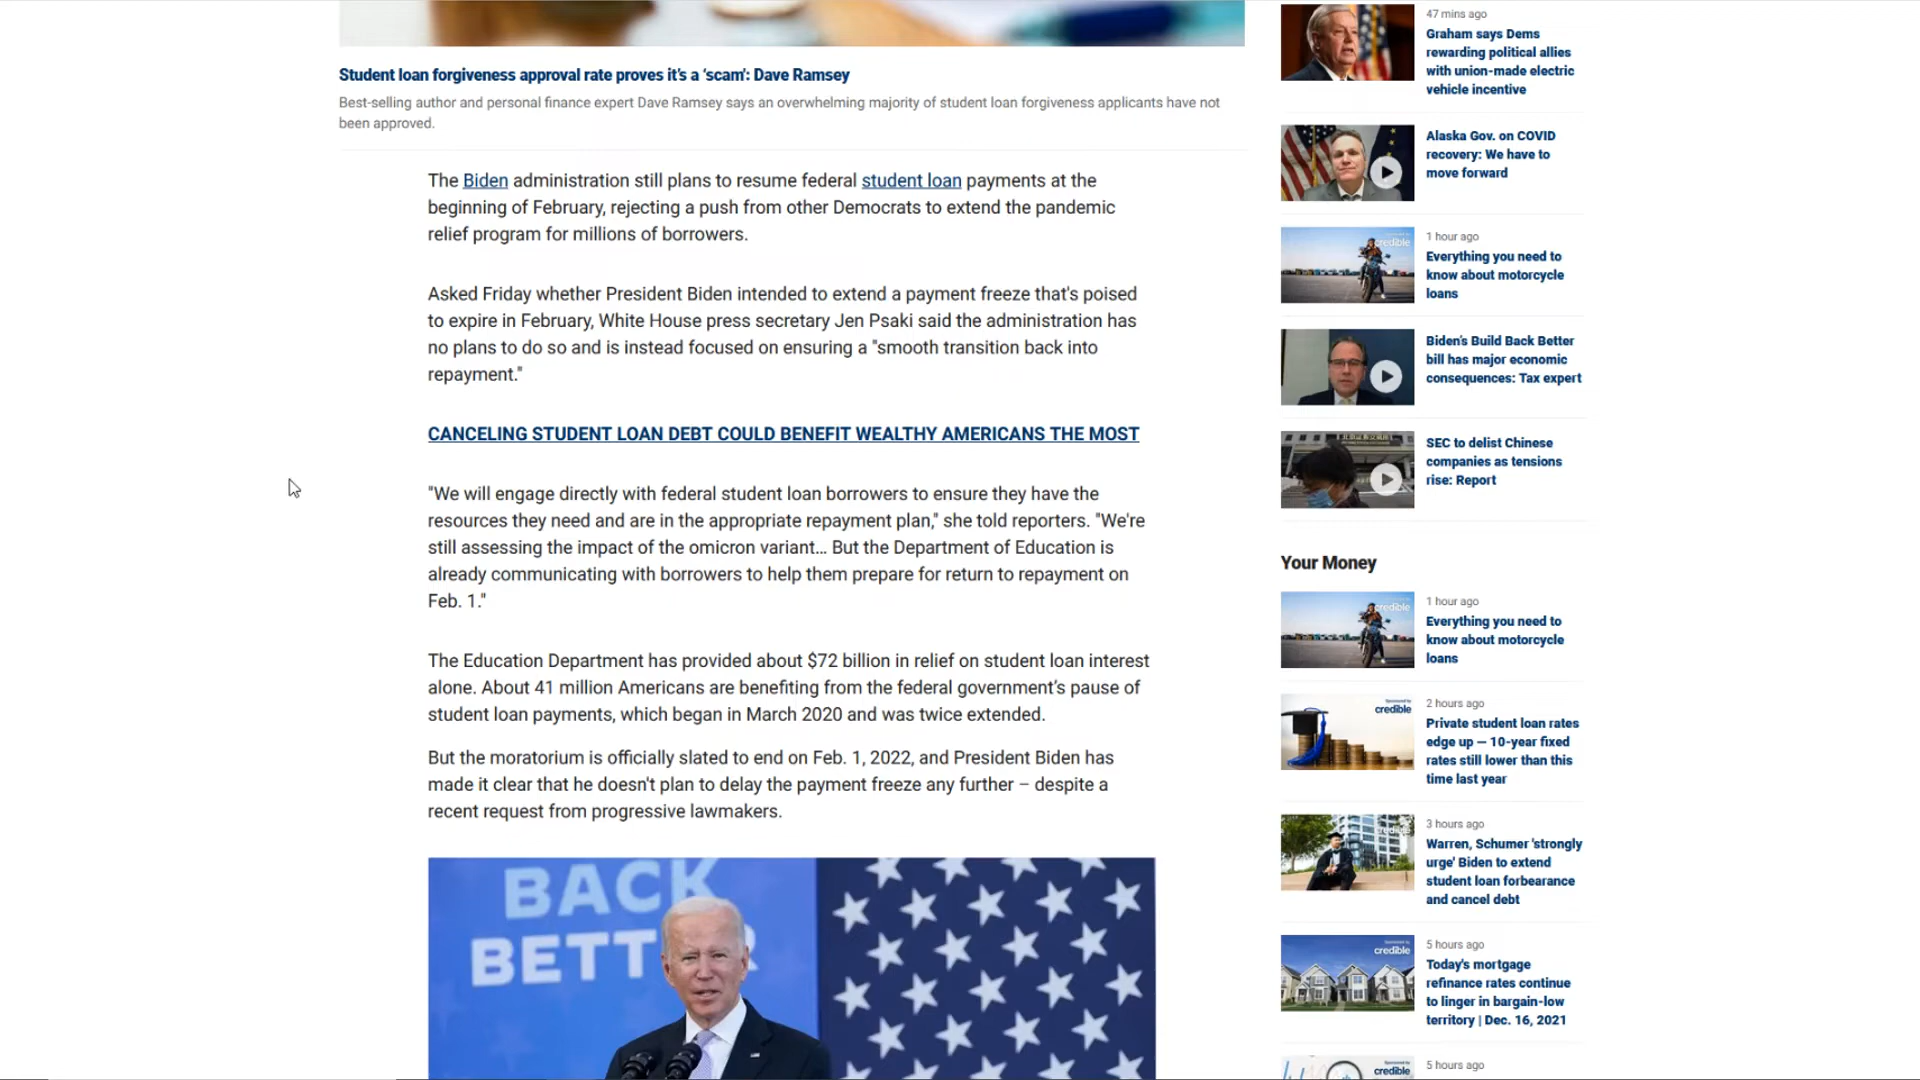 Student loan forgiveness approval rate proves it's a 'scam': Dave Ramsey
Best-selling author and personal finance expert Dave Ramsey says an overwhelming majority of student loan forgiveness applicants have not
been approved.
The Biden administration still plans to resume federal student loan payments at the
beginning of February, rejecting a push from other Democrats to extend the pandemic
relief program for millions of borrowers.
Asked Friday whether President Biden intended to extend a payment freeze that's poised
to expire in February, White House press secretary Jen Psaki said the administration has
no plans to do so and is instead focused on ensuring a "smooth transition back into
repayment."
CANCELING STUDENT LOAN DEBT COULD BENEFIT WEALTHY AMERICANS THE MOST
"We will engage directly with federal student loan borrowers to ensure they have the
resources they need and are in the appropriate repayment plan," she told reporters. "We're
still assessing the impact of the omicron variant… But the Department of Education is
already communicating with borrowers to help them prepare for return to repayment on
Feb. 1."
The Education Department has provided about $72 billion in relief on student loan interest
alone. About 41 million Americans are benefiting from the federal government's pause of
student loan payments, which began in March 2020 and was twice extended.
But the moratorium is officially slated to end on Feb. 1, 2022, and President Biden has
made it clear that he doesn't plan to delay the payment freeze any further – despite a
recent request from progressive lawmakers.
BACK
BETT
47 mins ago
Graham says Dems
rewarding political allies
with union-made electric
vehicle incentive
Alaska Gov. on COVID
recovery: We have to
move forward
credible
1 hour ago
Everything you need to
know about motorcycle
loans
Biden's Build Back Better
bill has major economic
consequences: Tax expert
SEC to delist Chinese
companies as tensions
rise: Report
Your Money
credible
1 hour ago
Everything you need to
know about motorcycle
loans
Sponsored by
credible
2 hours ago
Private student loan rates
edge up — 10-year fixed
rates still lower than this
time last year
3 hours ago
Warren, Schumer 'strongly
urge' Biden to extend
student loan forbearance
and cancel debt
Sponsored by
credible
5 hours ago
Today's mortgage
refinance rates continue
to linger in bargain-low
territory | Dec. 16, 2021
Sponsored by
credible
5 hours ago